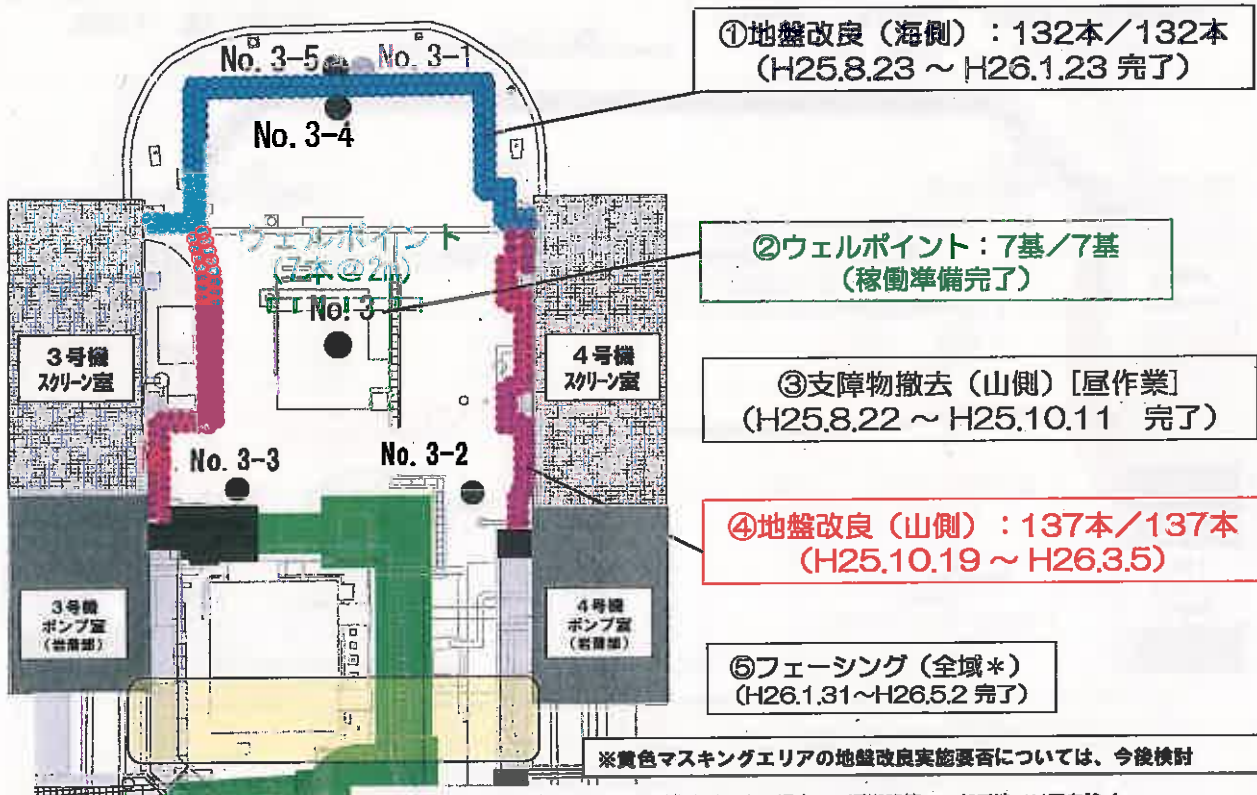 ①地盤改良（海側）：132本／132本
（H25.8.23 ～ H26.1.23 完了）
No. 3-5
No. 3-1
No. 3-4
ウェルポイント
(7本@2m)
No. 3
②ウェルポイント：7基／7基
（稼働準備完了）
3号機
スクリーン室
4号機
スクリーン室
③支障物撤去（山側）[昼作業]
（H25.8.22 ～ H25.10.11 完了）
No. 3-3
No. 3-2
④地盤改良（山側）：137本／137本
（H25.10.19 ～ H26.3.5）
3号機
ポンプ室
(岩着部)
4号機
ポンプ室
(岩着部)
⑤フェーシング（全域＊）
（H26.1.31～H26.5.2 完了）
※黄色マスキングエリアの地盤改良実施要否については、今後検討